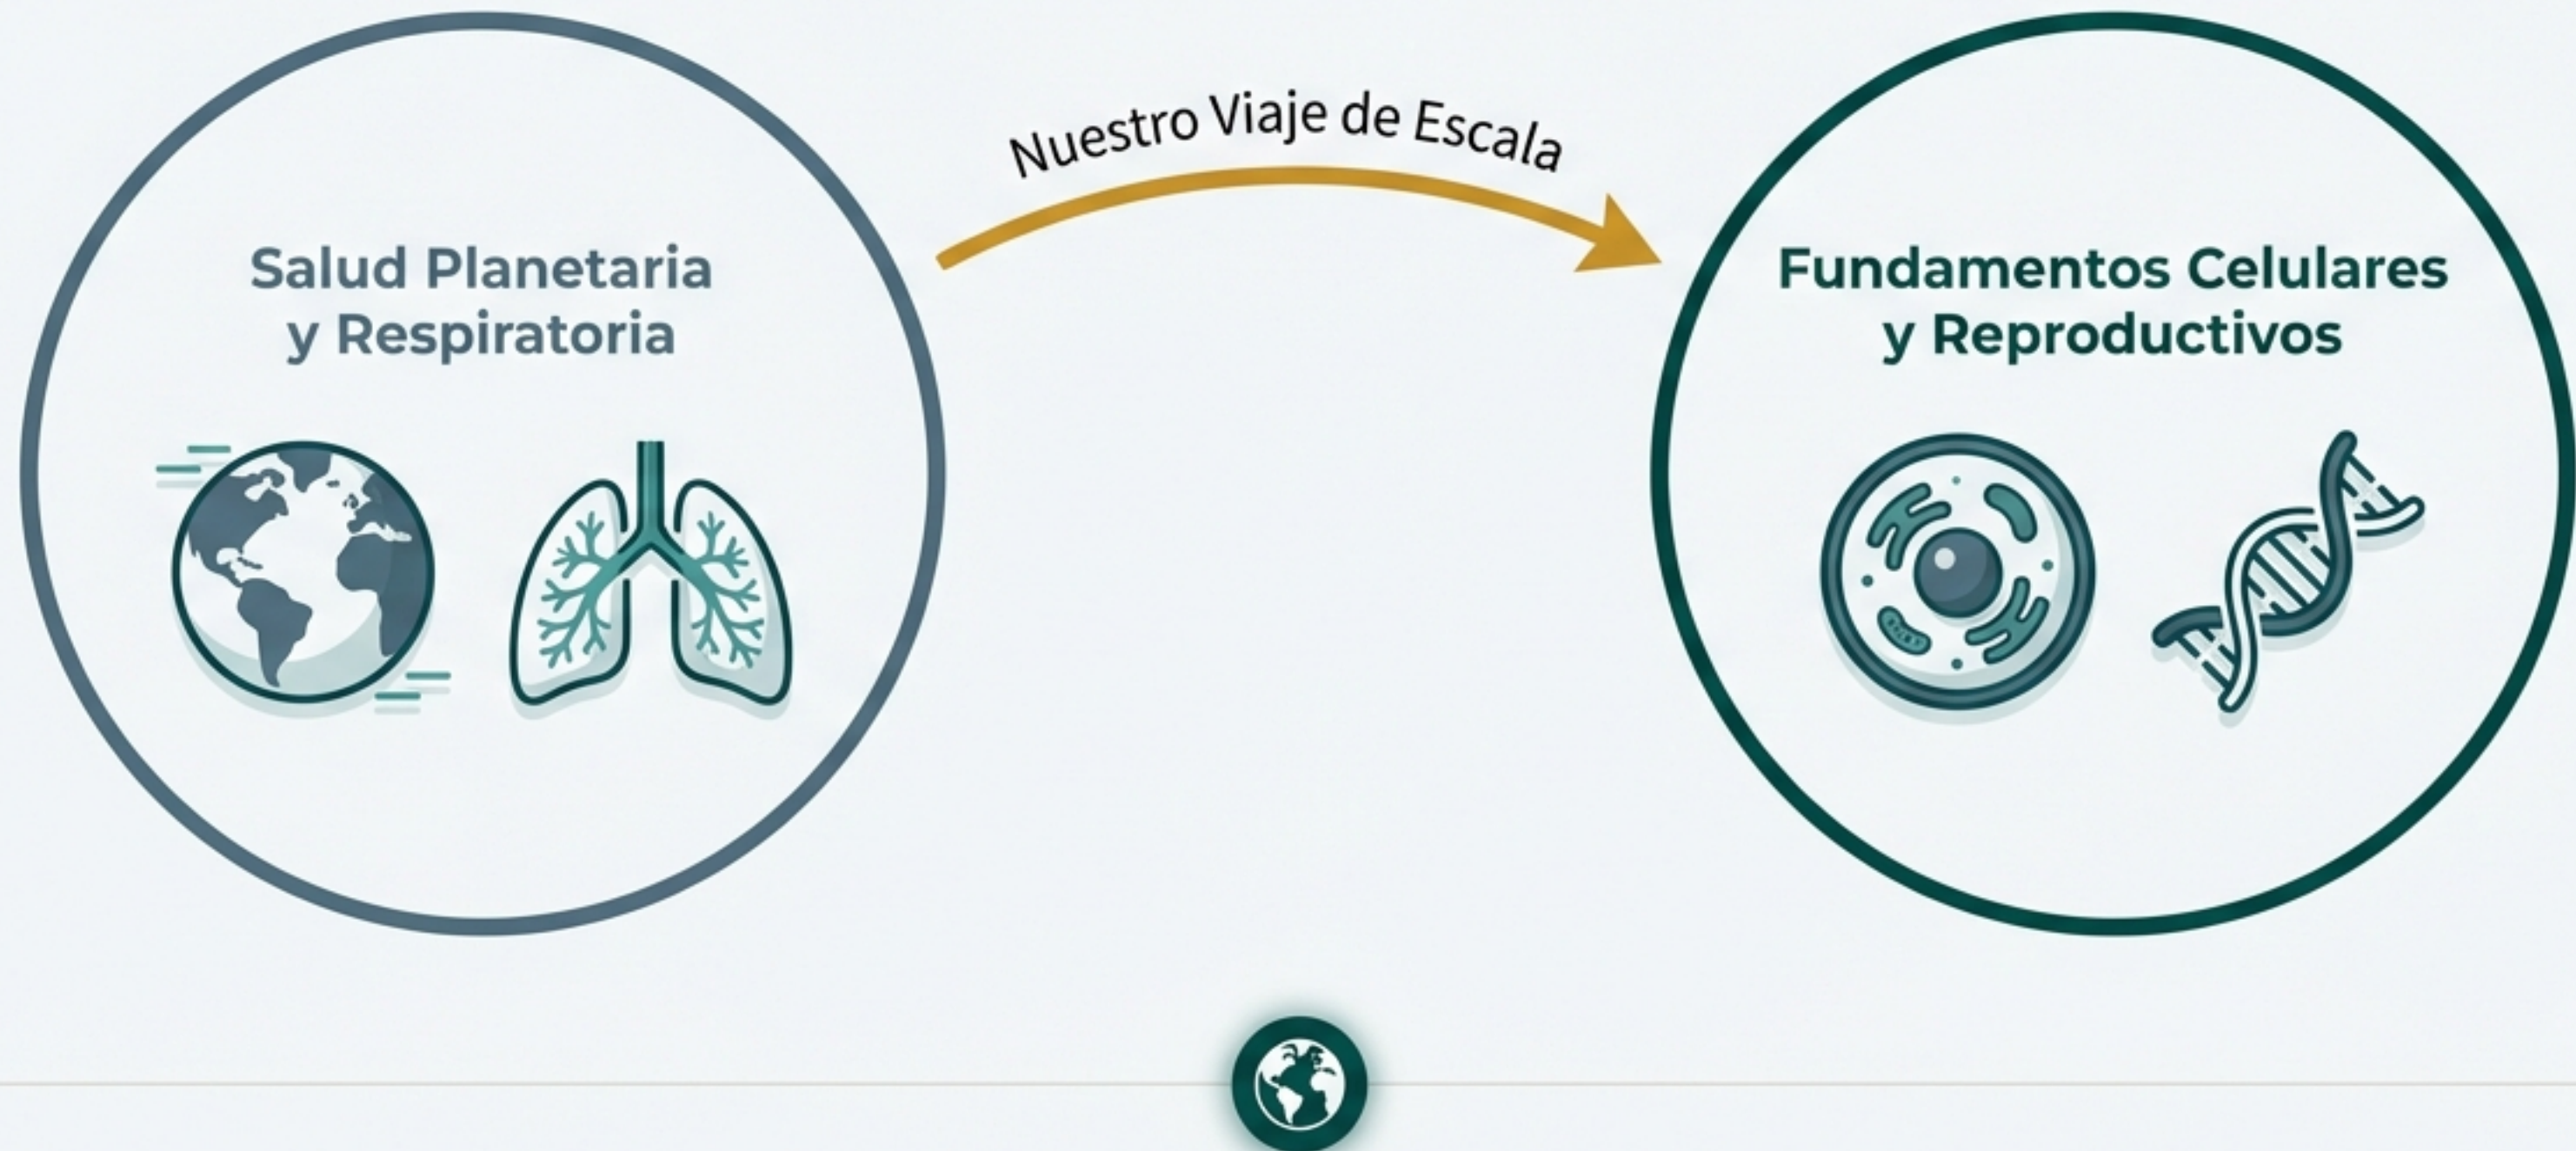 Nuestro Viaje de Escala
Salud Planetaria
y Respiratoria
Fundamentos Celulares
y Reproductivos